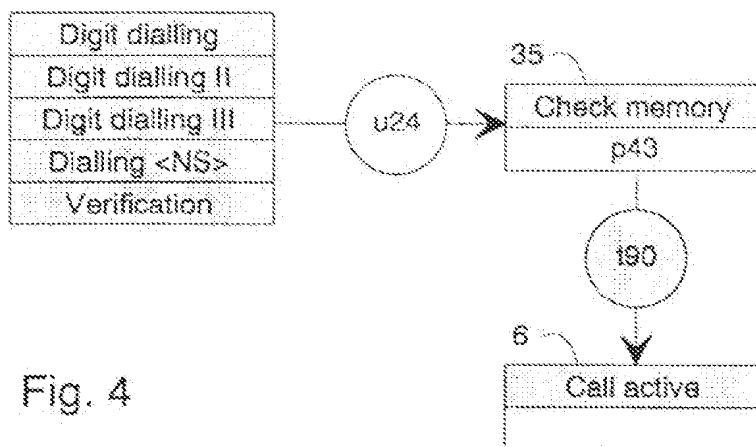 Digit dialling
Digit dialling II
Digit dialling III
Dialling <NS>
Verification
u24
35
Check memory
p43
t90
6
Call active
Fig. 4